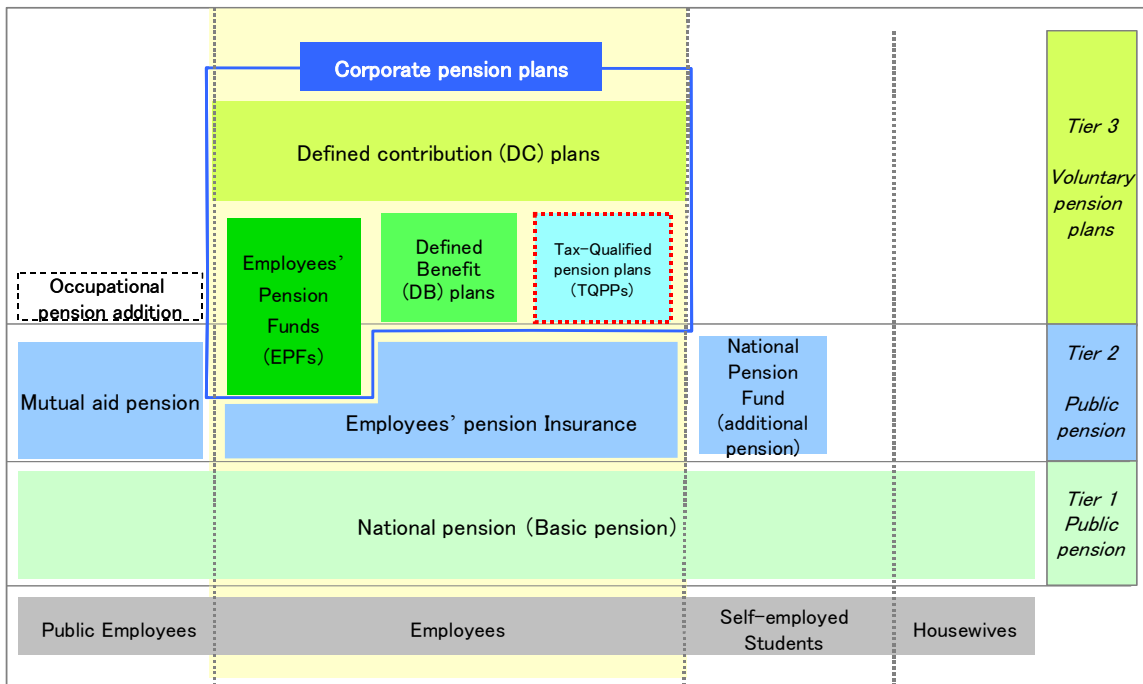 Corporate pension plans
Defined contribution (DC) plans
Tier 3
Voluntary
pension
plans
Occupational
pension addition
Employees’
Pension
Funds
(EPFs)
Defined
Benefit
(DB) plans
Tax-Qualified
pension plans
(TQPPs)
Mutual aid pension
Employees’ pension Insurance
National
Pension
Fund
(additional
pension)
Tier 2
Public
pension
National pension (Basic pension)
Tier 1
Public
pension
Public Employees
Employees
Self-employed
Students
Housewives